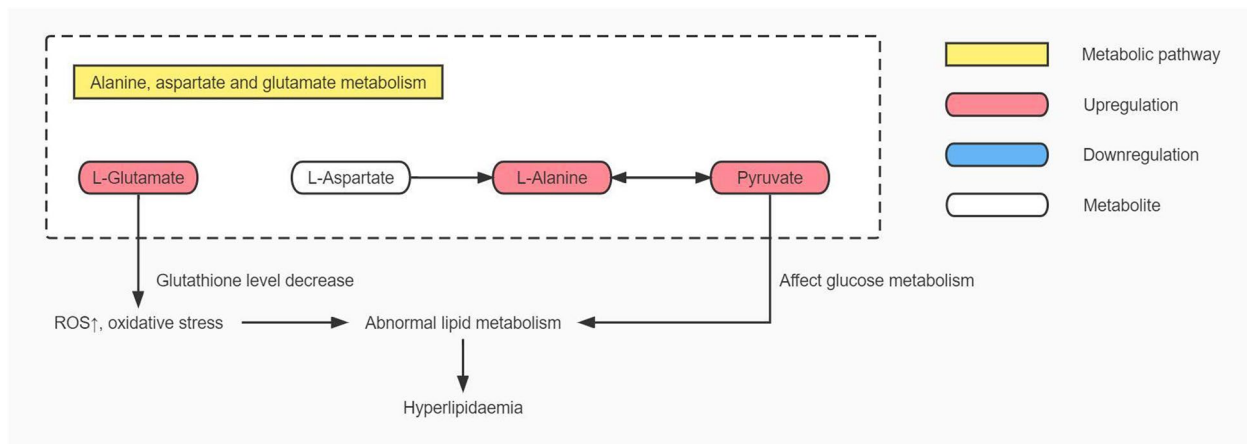 Alanine, aspartate and glutamate metabolism
L-Glutamate
L-Aspartate
L-Alanine
Pyruvate
Glutathione level decrease
Affect glucose metabolism
ROS↑, oxidative stress
Abnormal lipid metabolism
Hyperlipidaemia
Metabolic pathway
Upregulation
Downregulation
Metabolite